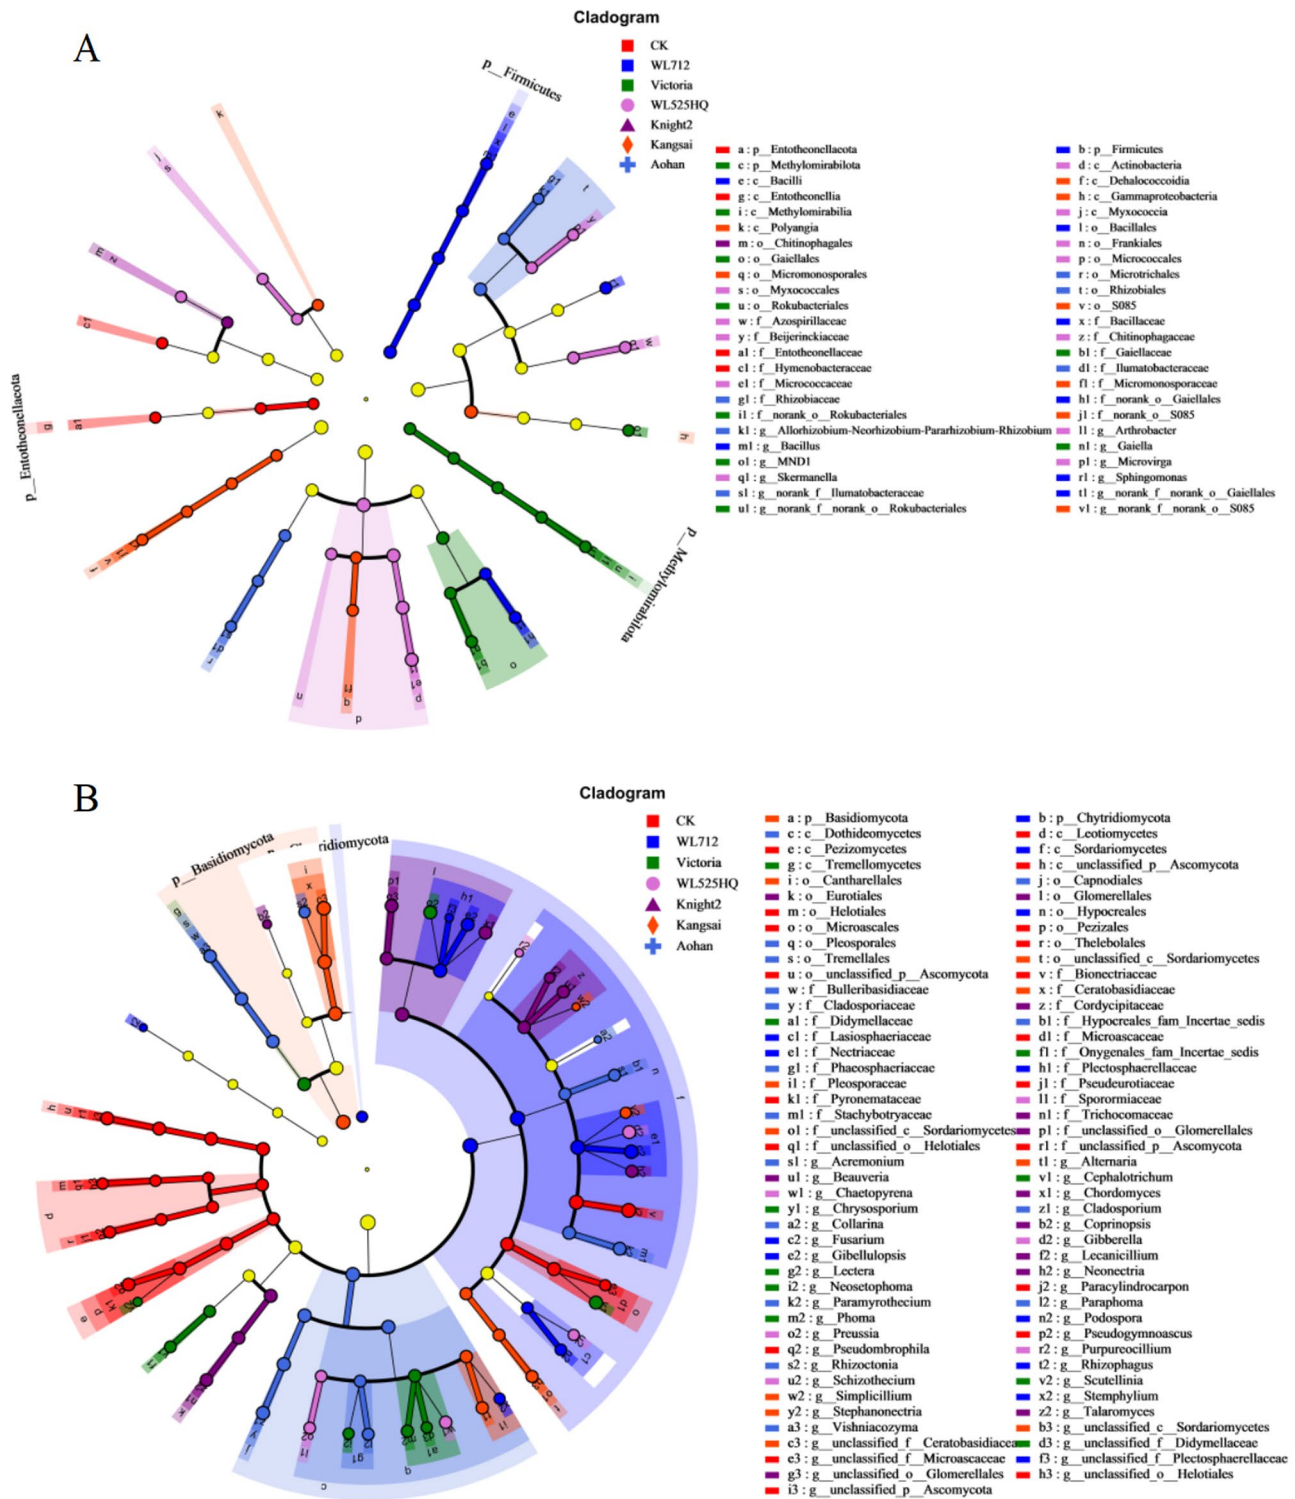 A
Cladogram
CK
WL712
Victoria
WL525HQ
Knight2
Kangsai
Aohan
p__Firmicutes
p__Entotheonellaeota
p__Methylomirabilota
a : p__Entotheonellacota
c : p__Methylomirabilota
e : c__Bacilli
g : c__Entotheonellia
i : c__Methylomirabilia
k : c__Polyangia
m : o__Chitinophagales
o : o__Gaiellales
q : o__Micromonosporales
s : o__Myxococcales
u : o__Rokubacteriales
w : f__Azospirillaceae
y : f__Beijerinckiaceae
a1 : f__Entotheonellaceae
c1 : f__Hymenobacteraceae
e1 : f__Micrococcaceae
g1 : f__Rhizobiaceae
i1 : f__norank_o__Rokubacteriales
k1 : g__Allorhizobium-Neorhizobium-Pararhizobium-Rhizobium
m1 : g__Bacillus
o1 : g__MND1
q1 : g__Skermanella
s1 : g__norank_f__Ilumatobacteraceae
u1 : g__norank_f__norank_o__Rokubacteriales
b : p__Firmicutes
d : c__Actinobacteria
f : c__Dehalococcoidia
h : c__Gammaproteobacteria
j : c__Myxococcia
l : o__Bacillales
n : o__Frankiales
p : o__Micrococcales
r : o__Microtrichales
t : o__Rhizobiales
v : o__S085
x : f__Bacillaceae
z : f__Chitinophagaceae
b1 : f__Gaiellaceae
d1 : f__Ilumatobacteraceae
f1 : f__Micromonosporaceae
h1 : f__norank_o__Gaiellales
j1 : f__norank_o__S085
l1 : g__Arthrobacter
n1 : g__Gaiella
p1 : g__Microvirga
r1 : g__Sphingomonas
t1 : g__norank_f__norank_o__Gaiellales
v1 : g__norank_f__norank_o__S085
B
Cladogram
CK
WL712
Victoria
WL525HQ
Knight2
Kangsai
Aohan
p__Basidiomycota
ridiomycota
a : p__Basidiomycota
c : c__Dothideomycetes
e : c__Pezizomycetes
g : c__Tremellomycetes
i : o__Cantharellales
k : o__Eurotiales
m : o__Helotiales
o : o__Microascales
q : o__Pleosporales
s : o__Tremellales
u : o__unclassified_p__Ascomycota
w : f__Bulleribasidiaceae
y : f__Cladosporiaceae
a1 : f__Didymellaceae
c1 : f__Lasiosphaeriaceae
e1 : f__Nectriaceae
g1 : f__Phaeosphaeriaceae
i1 : f__Pleosporaceae
k1 : f__Pyronemataceae
m1 : f__Stachybotryaceae
o1 : f__unclassified_c__Sordariomycetes
q1 : f__unclassified_o__Helotiales
s1 : g__Acremonium
u1 : g__Beauveria
w1 : g__Chaetopyrena
y1 : g__Chrysosporium
a2 : g__Collarina
c2 : g__Fusarium
e2 : g__Gibellulopsis
g2 : g__Lectera
i2 : g__Neosetophoma
k2 : g__Paramyrothecium
m2 : g__Phoma
o2 : g__Preussia
q2 : g__Pseudombrophila
s2 : g__Rhizoctonia
u2 : g__Schizothecium
w2 : g__Simplicillium
y2 : g__Stephanonectria
a3 : g__Vishniacozyma
c3 : g__unclassified_f__Ceratobasidiacea
e3 : g__unclassified_f__Microascaceae
g3 : g__unclassified_o__Glomerellales
i3 : g__unclassified_p__Ascomycota
b : p__Chytridiomycota
d : c__Leotiomycetes
f : c__Sordariomycetes
h : c__unclassified_p__Ascomycota
j : o__Capnodiales
l : o__Glomerellales
n : o__Hypocreales
p : o__Pezizales
r : o__Thelebolales
t : o__unclassified_c__Sordariomycetes
v : f__Bionectriaceae
x : f__Ceratobasidiaceae
z : f__Cordycipitaceae
b1 : f__Hypocreales_fam_Incertae_sedis
d1 : f__Microascaceae
f1 : f__Onygenales_fam_Incertae_sedis
h1 : f__Plectosphaerellaceae
j1 : f__Pseudeurotiaceae
l1 : f__Sporormiaceae
n1 : f__Trichocomaceae
p1 : f__unclassified_o__Glomerellales
r1 : f__unclassified_p__Ascomycota
t1 : g__Alternaria
v1 : g__Cephalotrichum
x1 : g__Chordomyces
z1 : g__Cladosporium
b2 : g__Coprinopsis
d2 : g__Gibberella
f2 : g__Lecanicillium
h2 : g__Neonectria
j2 : g__Paracylindrocarpon
l2 : g__Paraphoma
n2 : g__Podospora
p2 : g__Pseudogymnoascus
r2 : g__Purpureocillium
t2 : g__Rhizophagus
v2 : g__Scutellinia
x2 : g__Stemphylium
z2 : g__Talaromyces
b3 : g__unclassified_c__Sordariomycetes
d3 : g__unclassified_f__Didymellaceae
f3 : g__unclassified_f__Plectosphaerellaceae
h3 : g__unclassified_o__Helotiales